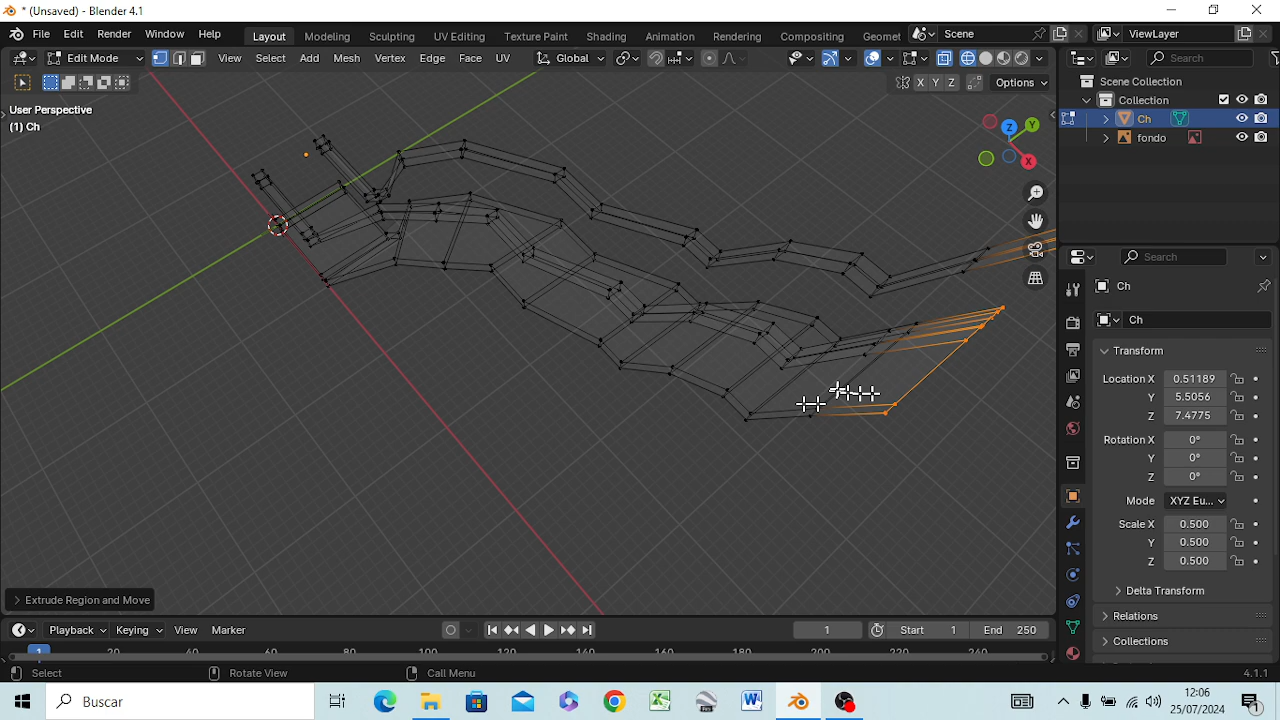 * (Unsaved) - Blender 4.1
File Edit Render Window Help Layout Modeling Sculpting UV Editing Texture Paint Shading Animation Rendering Compositing Geomet Scene ViewLayer
Edit Mode View Select Add Mesh Vertex Edge Face UV Global Search
X Y Z Options
User Perspective
(1) Ch
Scene Collection
Collection
Ch
fondo
Z Y X
Search
Ch
Ch
Transform
Location X 0.51189
Y 5.5056
Z 7.4775
Rotation X 0°
Y 0°
Z 0°
Mode XYZ Eu...
Scale X 0.500
Y 0.500
Z 0.500
Delta Transform
Relations
Collections
Extrude Region and Move
Playback Keying View Marker 1 Start 1 End 250
1 20 40 60 80 100 120 140 160 180 200 220 240
Select Rotate View Call Menu 4.1.1
Buscar
12:06
25/07/2024